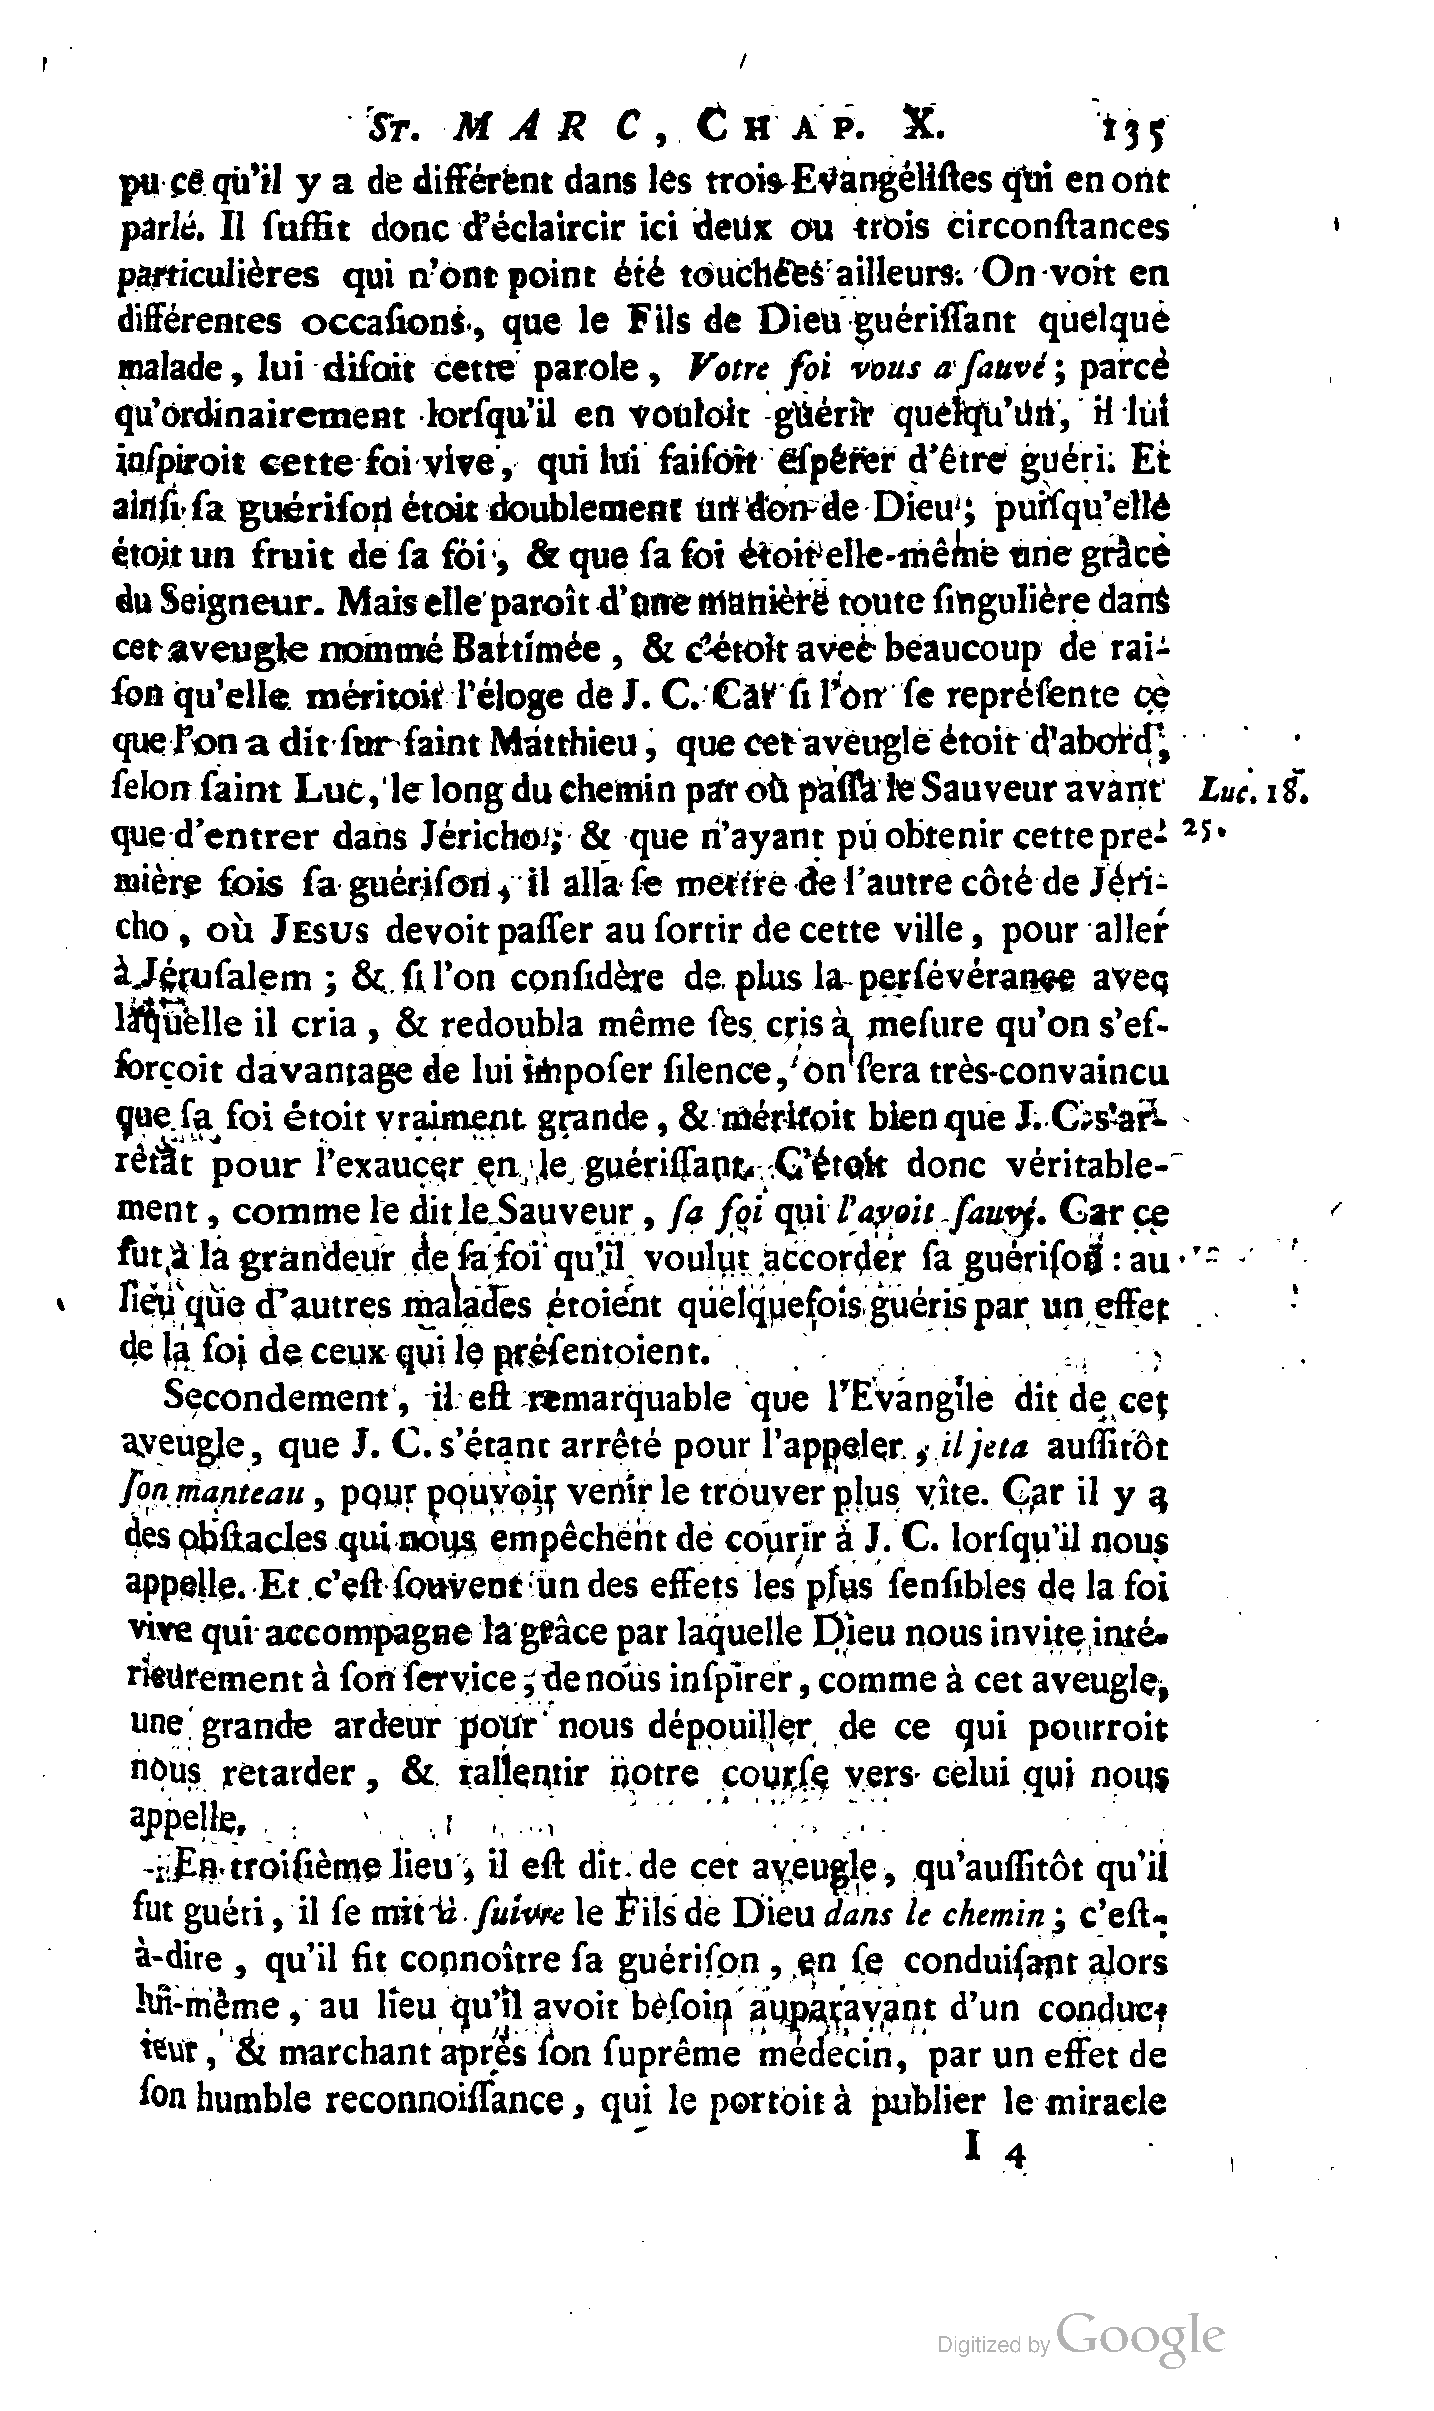 St. MARC, Chap. X. 135
pu ce qu'il y a de différent dans les trois Evangéliſtes qui en ont
parlé. Il ſuffit donc d'éclaircir ici deux ou trois circonſtances
particulières qui n'ont point été touchées ailleurs. On voit en
différentes occaſions, que le Fils de Dieu guériſſant quelque
malade, lui diſoit cette parole, Votre foi vous a ſauvé; parce
qu'ordinairement lorſqu'il en vouloit guérir quelqu'un, il lui
inſpiroit cette foi vive, qui lui faiſoit eſpérer d'être guéri. Et
ainſi ſa guériſon étoit doublement un don de Dieu; puiſqu'elle
étoit un fruit de ſa foi, & que ſa foi étoit elle-même une grâce
du Seigneur. Mais elle paroît d'une manière toute ſingulière dans
cet aveugle nommé Bartimée, & c'étoit avec beaucoup de rai-
ſon qu'elle méritoit l'éloge de J. C. Car ſi l'on ſe repréſente ce
que l'on a dit ſur ſaint Matthieu, que cet aveugle étoit d'abord,
ſelon ſaint Luc, le long du chemin par où paſſa le Sauveur avant Luc. 18.
que d'entrer dans Jéricho; & que n'ayant pû obtenir cette pre- 25.
mière fois ſa guériſon, il alla ſe mettre de l'autre côté de Jéri-
cho, où JESUS devoit paſſer au ſortir de cette ville, pour aller
à Jéruſalem; & ſi l'on conſidère de plus la perſévérance avec
laquelle il cria, & redoubla même ſes cris à meſure qu'on s'ef-
forçoit davantage de lui impoſer ſilence, on ſera très-convaincu
que ſa foi étoit vraiment grande, & méritoit bien que J. C. s'ar-
rêtât pour l'exaucer en le guériſſant. C'étoit donc véritable-
ment, comme le dit le Sauveur, ſa foi qui l'avoit ſauvé. Car ce
fut à la grandeur de ſa foi qu'il voulut accorder ſa guériſon: au
lieu que d'autres malades étoient quelquefois guéris par un effet
de la foi de ceux qui le préſentoient.
Secondement, il eſt remarquable que l'Evangile dit de cet
aveugle, que J. C. s'étant arrêté pour l'appeler, il jeta auſſitôt
ſon manteau, pour pouvoir venir le trouver plus vîte. Car il y a
des obſtacles qui nous empêchent de courir à J. C. lorſqu'il nous
appelle. Et c'eſt ſouvent un des effets les plus ſenſibles de la foi
vive qui accompagne la grâce par laquelle Dieu nous invite inté-
rieurement à ſon ſervice, de nous inſpirer, comme à cet aveugle,
une grande ardeur pour nous dépouiller de ce qui pourroit
nous retarder, & rallentir notre courſe vers celui qui nous
appelle.
En troiſième lieu, il eſt dit de cet aveugle, qu'auſſitôt qu'il
fut guéri, il ſe mit à ſuivre le Fils de Dieu dans le chemin; c'eſt-
à-dire, qu'il fit connoître ſa guériſon, en ſe conduiſant alors
lui-même, au lieu qu'il avoit beſoin auparavant d'un conduc-
teur, & marchant après ſon ſuprême médecin, par un effet de
ſon humble reconnoiſſance, qui le portoit à publier le miracle
I 4
Digitized by Google